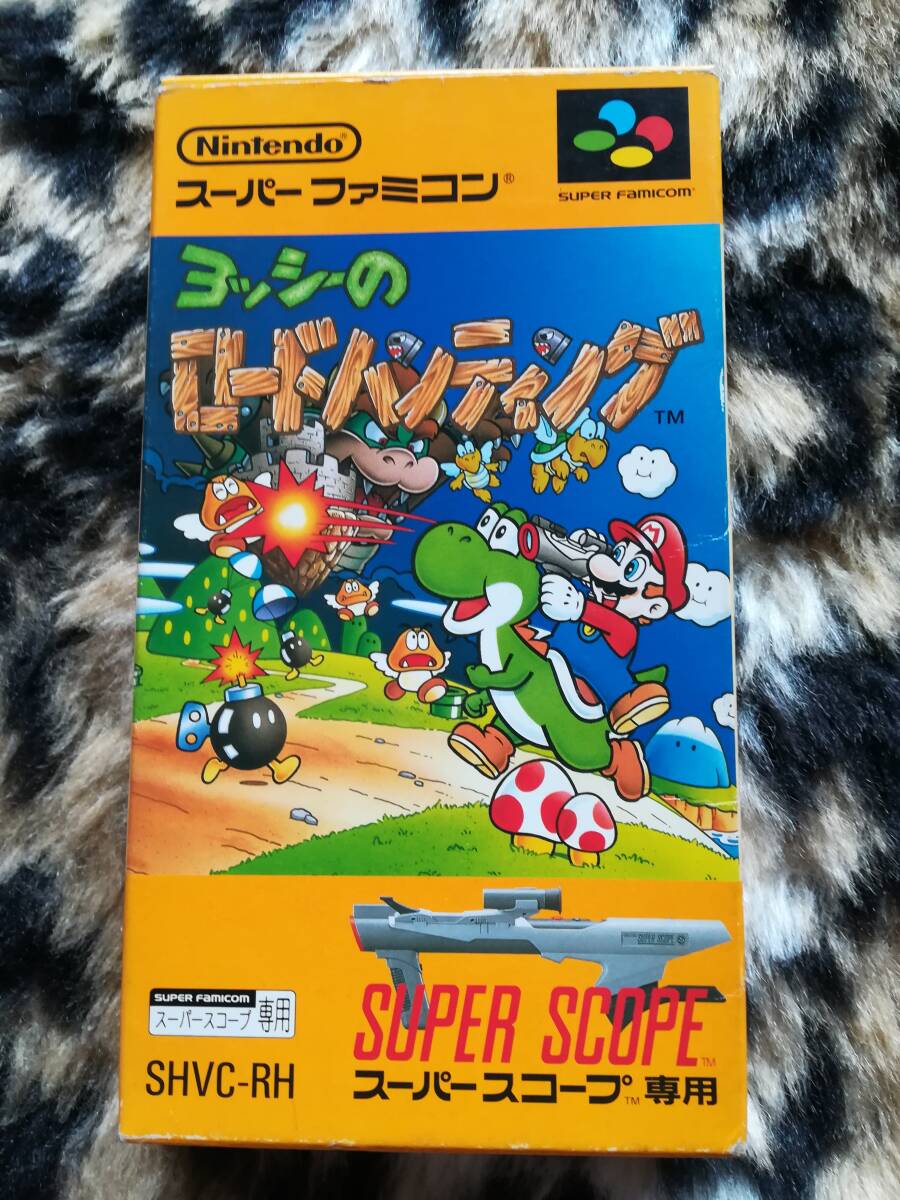 Nintendo®
スーパーファミコン®
SUPER FAMICOM
ヨッシーの
ロードハンティング
TM
M
SUPER SCOPE
SUPER FAMICOM
スーパースコープ 専用
SHVC-RH
SUPER SCOPE TM
スーパースコープTM 専用